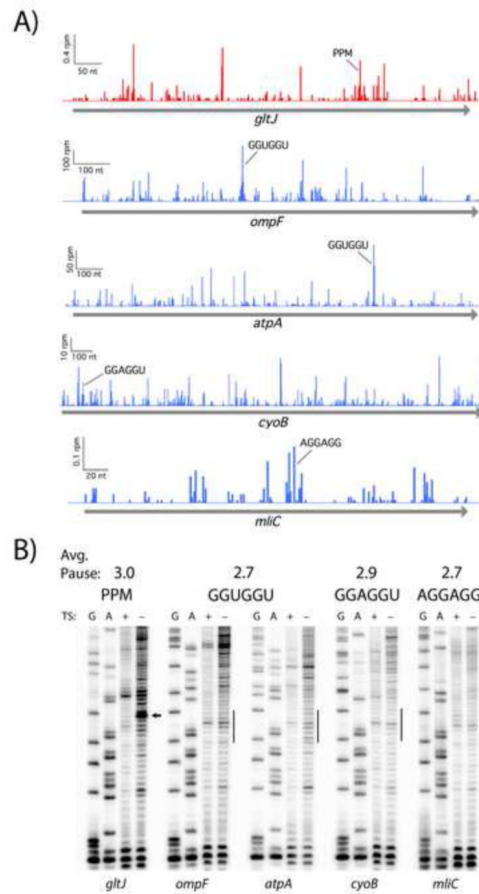 A)
0.4 rpm
50 nt
PPM
gltJ
100 rpm
100 nt
GGUGGU
ompF
50 rpm
100 nt
GGUGGU
atpA
10 rpm
100 nt
GGAGGU
cyoB
0.1 rpm
20 nt
AGGAGG
mliC
B)
Avg.
Pause: 3.0 2.7 2.9 2.7
PPM GGUGGU GGAGGU AGGAGG
TS: G A + – G A + – G A + – G A + – G A + –
gltJ ompF atpA cyoB mliC